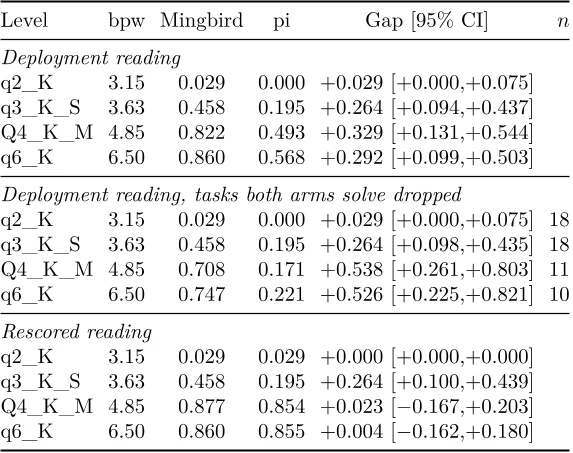 Level bpw Mingbird pi Gap [95% CI] n
Deployment reading
q2_K 3.15 0.029 0.000 +0.029 [+0.000,+0.075]
q3_K_S 3.63 0.458 0.195 +0.264 [+0.094,+0.437]
Q4_K_M 4.85 0.822 0.493 +0.329 [+0.131,+0.544]
q6_K 6.50 0.860 0.568 +0.292 [+0.099,+0.503]
Deployment reading, tasks both arms solve dropped
q2_K 3.15 0.029 0.000 +0.029 [+0.000,+0.075] 18
q3_K_S 3.63 0.458 0.195 +0.264 [+0.098,+0.435] 18
Q4_K_M 4.85 0.708 0.171 +0.538 [+0.261,+0.803] 11
q6_K 6.50 0.747 0.221 +0.526 [+0.225,+0.821] 10
Rescored reading
q2_K 3.15 0.029 0.029 +0.000 [+0.000,+0.000]
q3_K_S 3.63 0.458 0.195 +0.264 [+0.100,+0.439]
Q4_K_M 4.85 0.877 0.854 +0.023 [−0.167,+0.203]
q6_K 6.50 0.860 0.855 +0.004 [−0.162,+0.180]